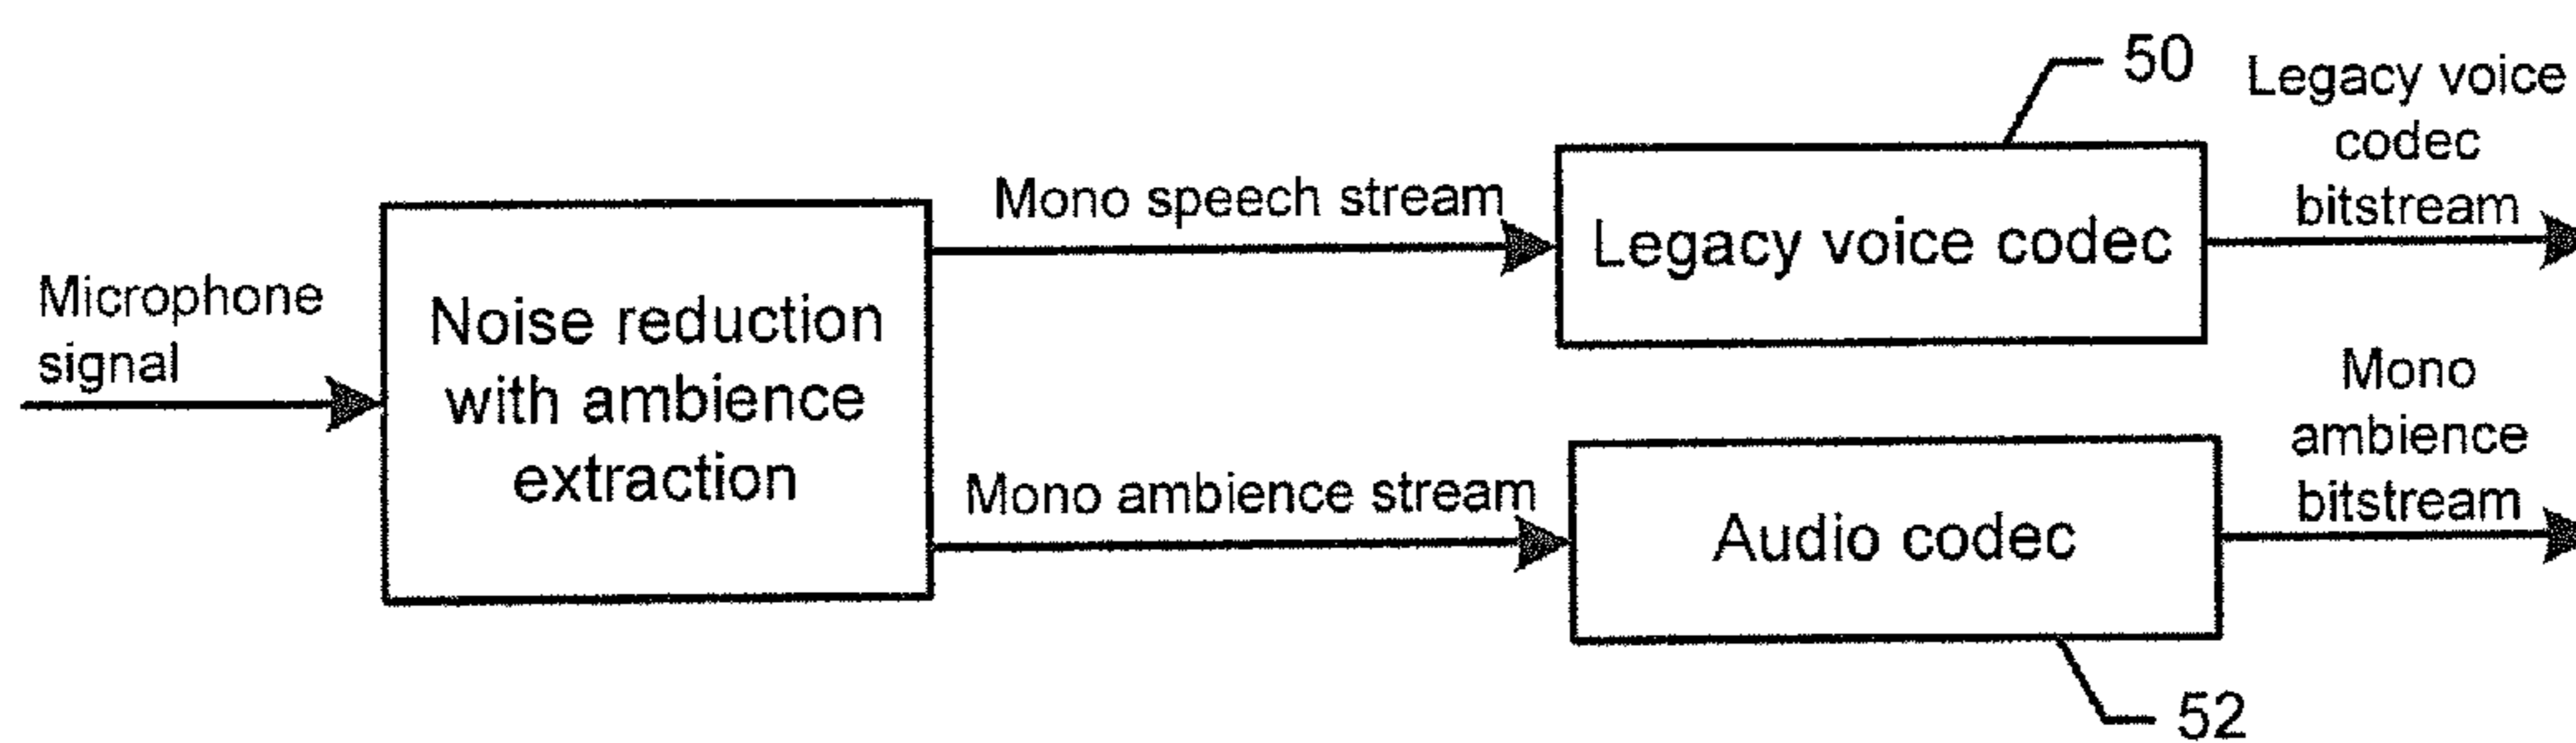 Microphone
signal
Noise reduction
with ambience
extraction
Mono speech stream
Mono ambience stream
50
Legacy voice codec
Legacy voice
codec
bitstream
Audio codec
52
Mono
ambience
bitstream